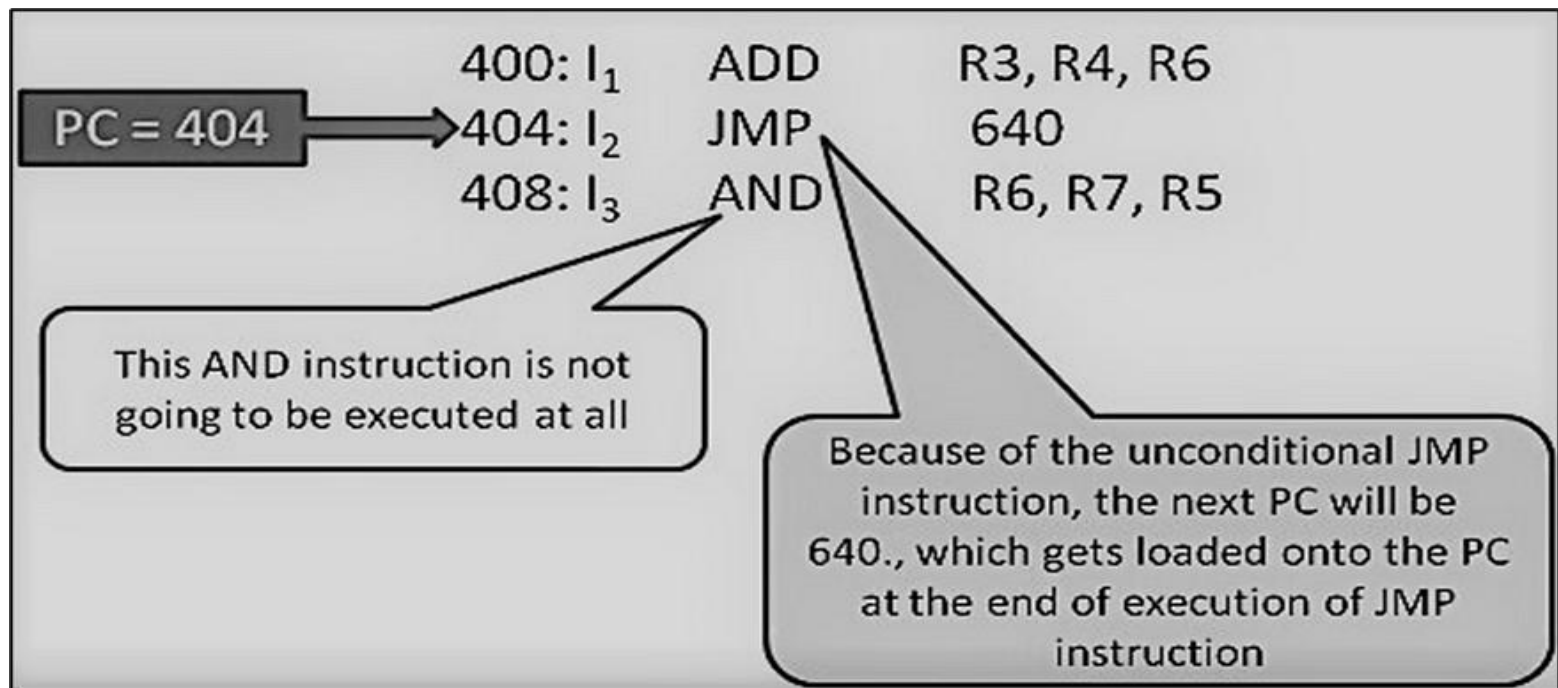 400: I₁ ADD R3, R4, R6
PC = 404
404: I₂ JMP 640
408: I₃ AND R6, R7, R5
This AND instruction is not
going to be executed at all
Because of the unconditional JMP
instruction, the next PC will be
640., which gets loaded onto the PC
at the end of execution of JMP
instruction